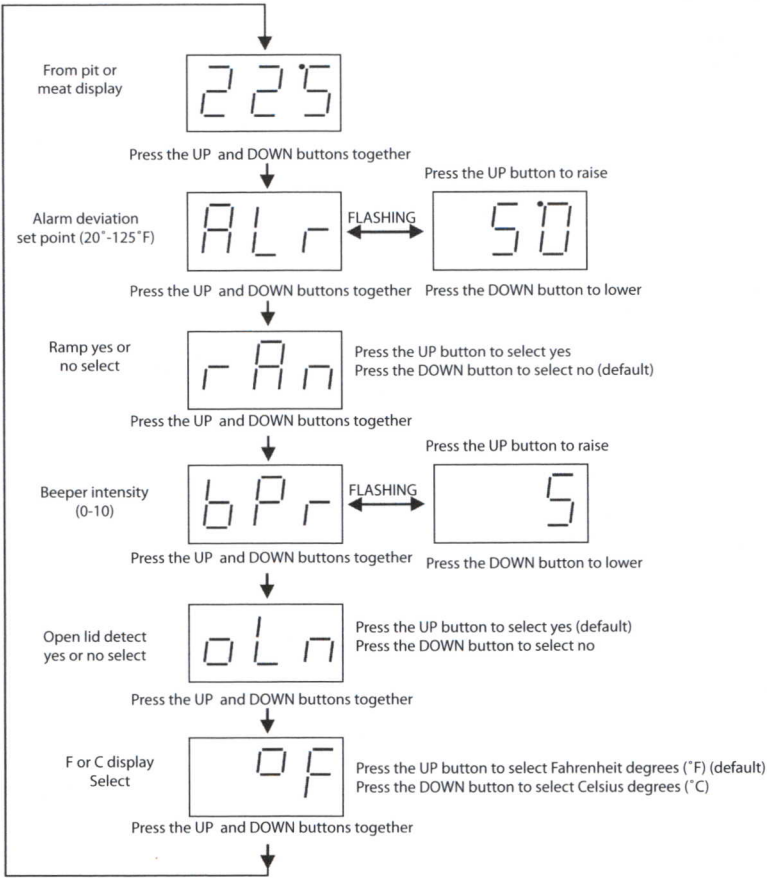 From pit or
meat display
22°5
Press the UP and DOWN buttons together
Press the UP button to raise
Alarm deviation
set point (20˚-125˚F)
ALr
FLASHING
5°0
Press the UP and DOWN buttons together
Press the DOWN button to lower
Ramp yes or
no select
rAn
Press the UP button to select yes
Press the DOWN button to select no (default)
Press the UP and DOWN buttons together
Press the UP button to raise
Beeper intensity
(0-10)
bPr
FLASHING
5
Press the UP and DOWN buttons together
Press the DOWN button to lower
Open lid detect
yes or no select
oLn
Press the UP button to select yes (default)
Press the DOWN button to select no
Press the UP and DOWN buttons together
F or C display
Select
°F
Press the UP button to select Fahrenheit degrees (˚F) (default)
Press the DOWN button to select Celsius degrees (˚C)
Press the UP and DOWN buttons together